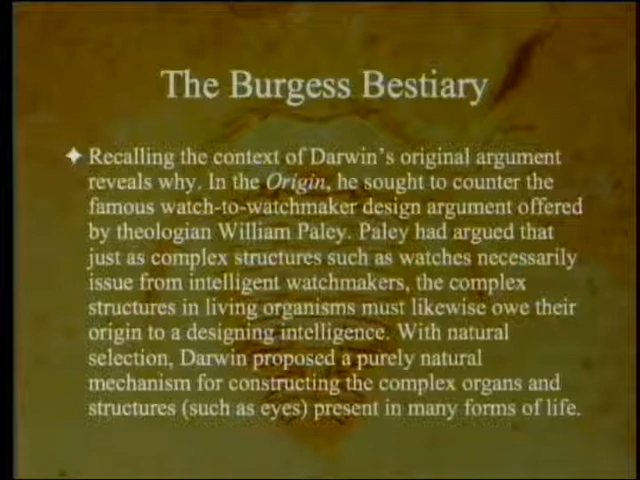 The Burgess Bestiary
Recalling the context of Darwin's original argument
reveals why. In the Origin, he sought to counter the
famous watch-to-watchmaker design argument offered
by theologian William Paley. Paley had argued that
just as complex structures such as watches necessarily
issue from intelligent watchmakers, the complex
structures in living organisms must likewise owe their
origin to a designing intelligence. With natural
selection, Darwin proposed a purely natural
mechanism for constructing the complex organs and
structures (such as eyes) present in many forms of life.